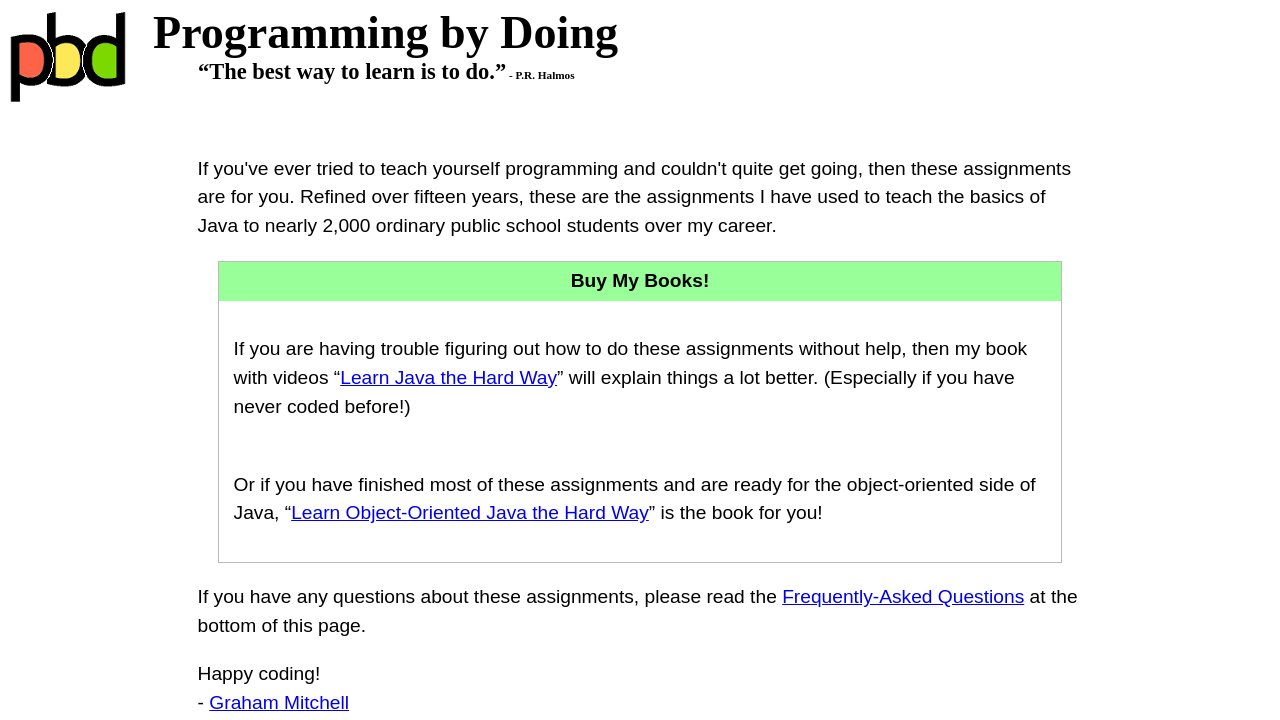 pbd
Programming by Doing
“The best way to learn is to do.” - P.R. Halmos
If you've ever tried to teach yourself programming and couldn't quite get going, then these assignments
are for you. Refined over fifteen years, these are the assignments I have used to teach the basics of
Java to nearly 2,000 ordinary public school students over my career.
Buy My Books!
If you are having trouble figuring out how to do these assignments without help, then my book
with videos “Learn Java the Hard Way” will explain things a lot better. (Especially if you have
never coded before!)
Or if you have finished most of these assignments and are ready for the object-oriented side of
Java, “Learn Object-Oriented Java the Hard Way” is the book for you!
If you have any questions about these assignments, please read the Frequently-Asked Questions at the
bottom of this page.
Happy coding!
- Graham Mitchell